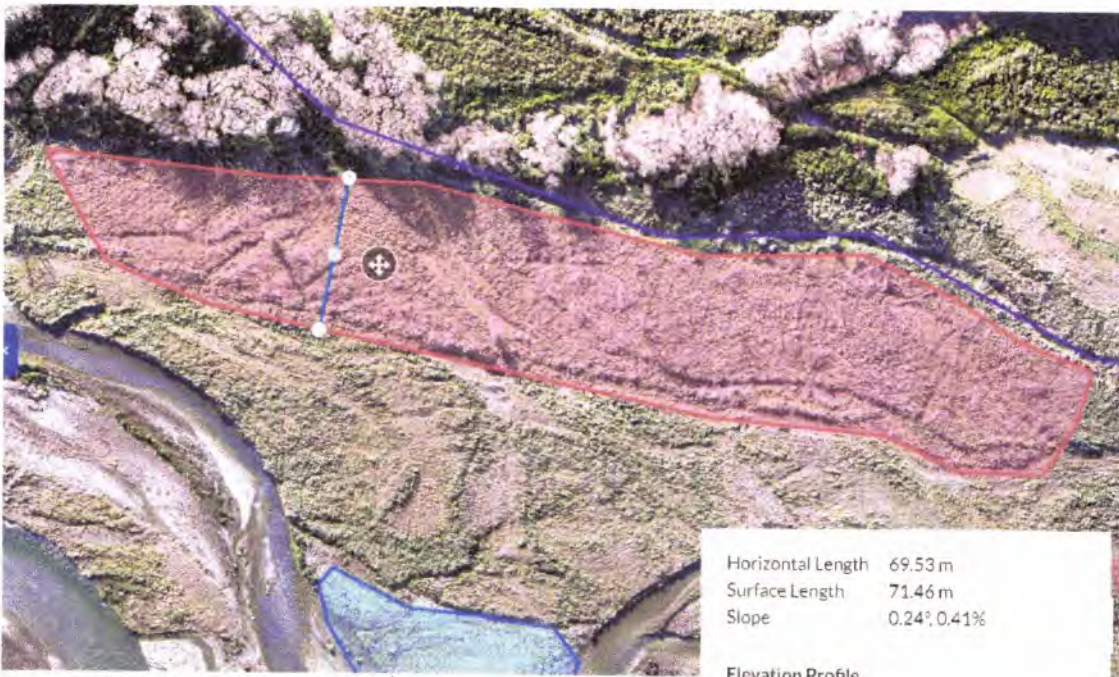 Horizontal Length 69.53 m
Surface Length 71.46 m
Slope 0.24°, 0.41%
Elevation Profile